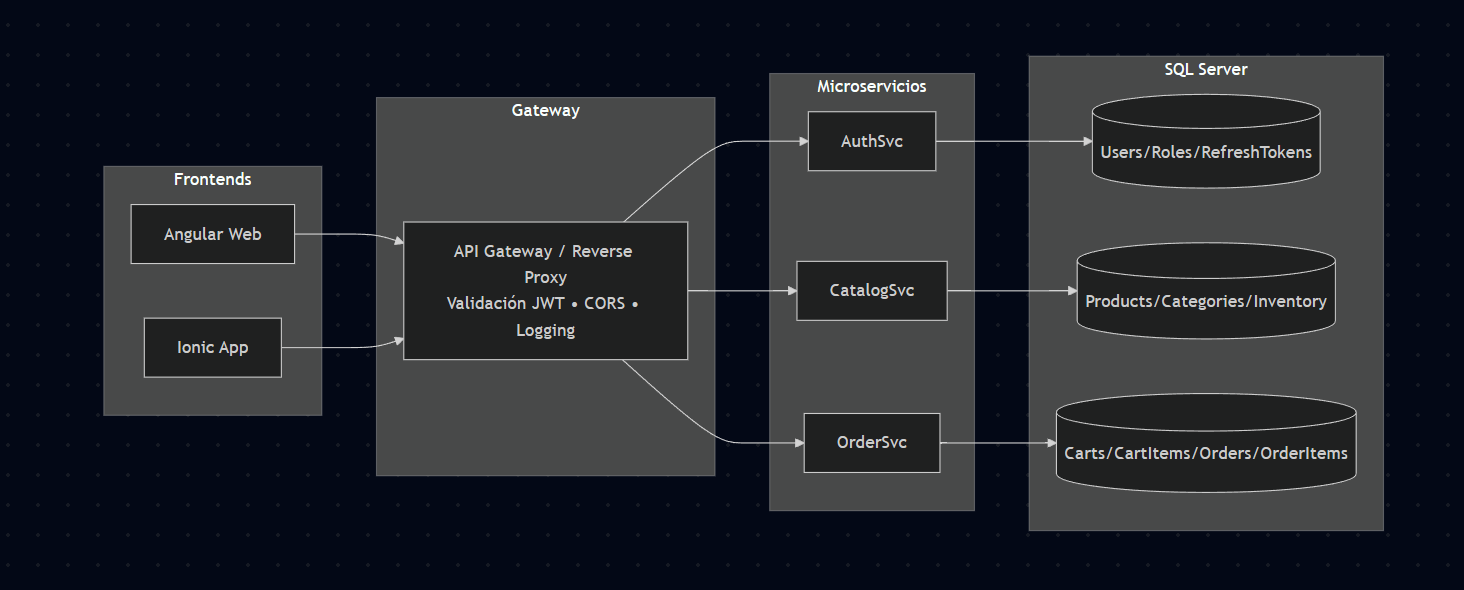 Frontends
Angular Web
Ionic App
Gateway
API Gateway / Reverse
Proxy
Validación JWT • CORS •
Logging
Microservicios
AuthSvc
CatalogSvc
OrderSvc
SQL Server
Users/Roles/RefreshTokens
Products/Categories/Inventory
Carts/CartItems/Orders/OrderItems